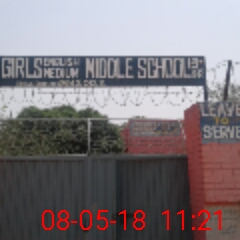 GIRLS ENGLISH MEDIUM MIDDLE SCHOOL
LEAVE
TO
SERVE
08-05-18 11:21